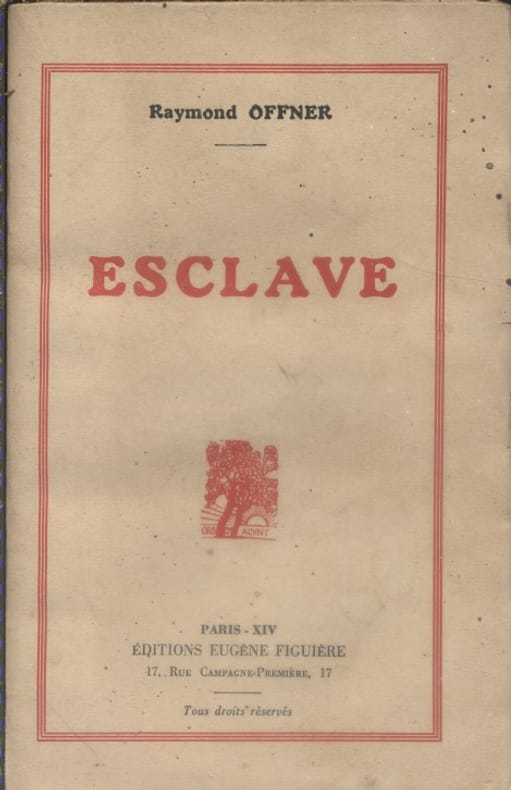 Raymond OFFNER
ESCLAVE
PARIS - XIV
ÉDITIONS EUGÈNE FIGUIÈRE
17, Rue Campagne-Première, 17
Tous droits réservés